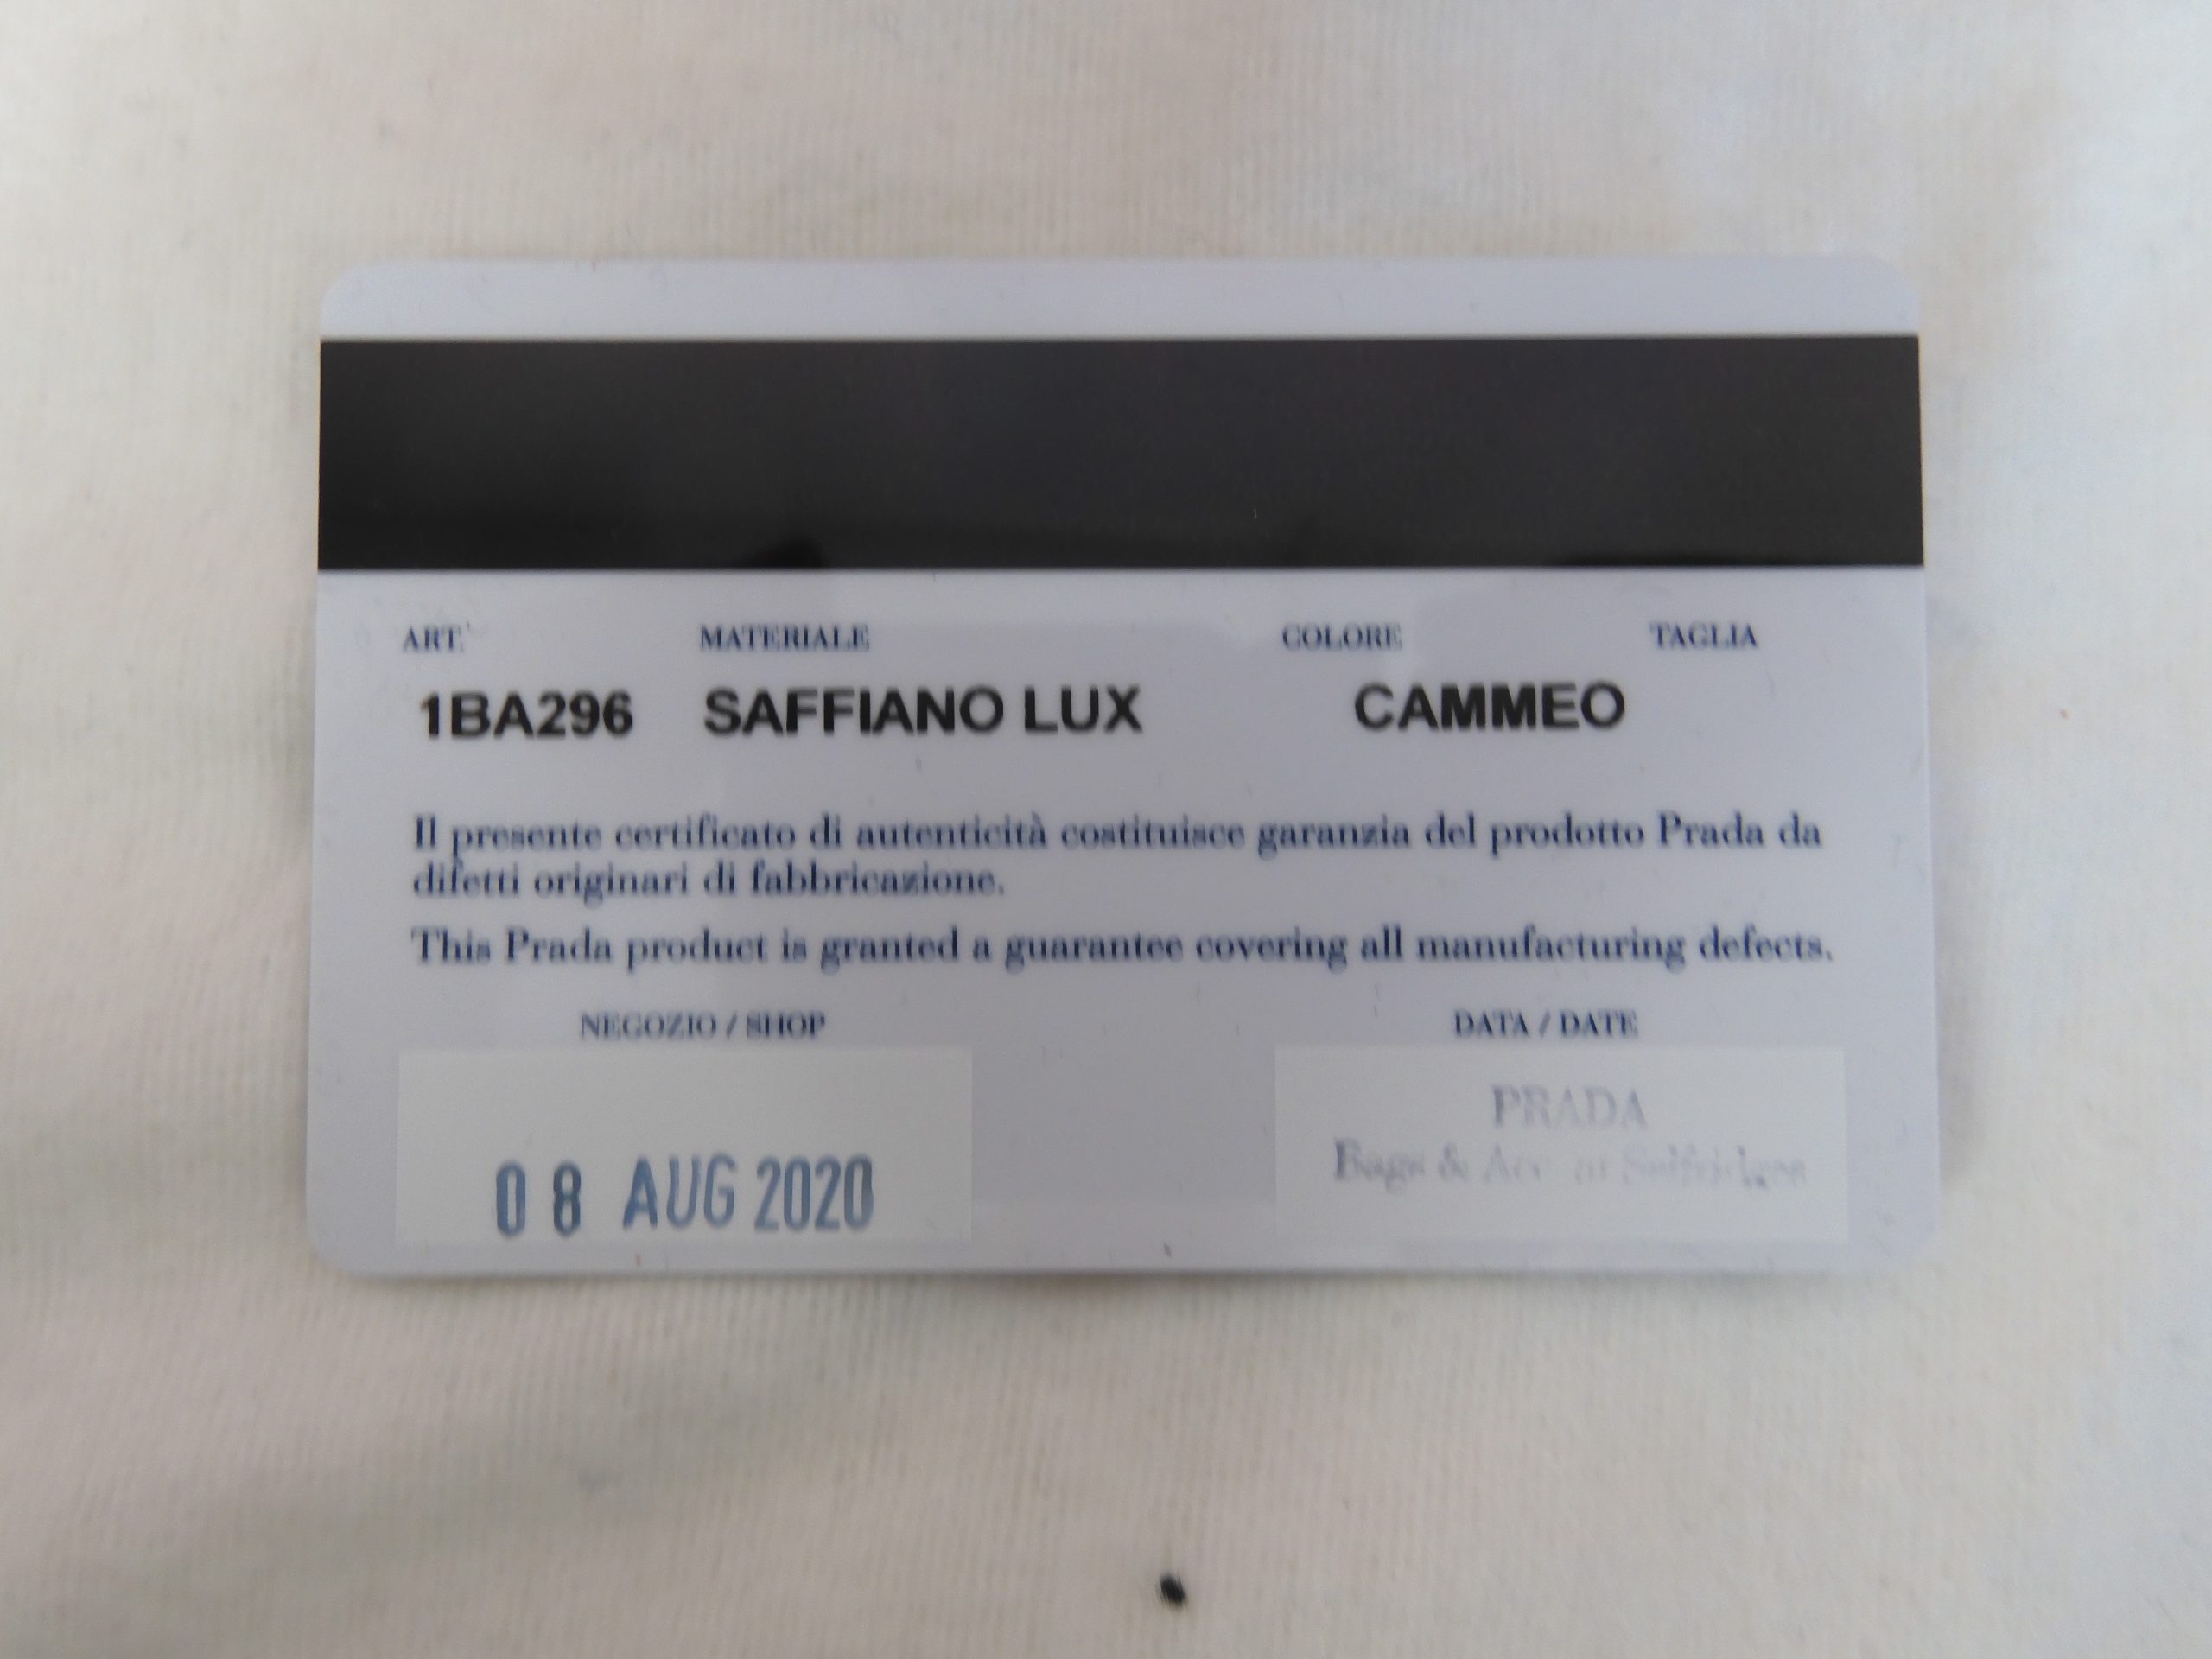 ART. MATERIALE COLORE TAGLIA
1BA296 SAFFIANO LUX CAMMEO
Il presente certificato di autenticità costituisce garanzia del prodotto Prada da
difetti originari di fabbricazione.
This Prada product is granted a guarantee covering all manufacturing defects.
NEGOZIO / SHOP DATA / DATE
08 AUG 2020
PRADA
Bags & Selfridges